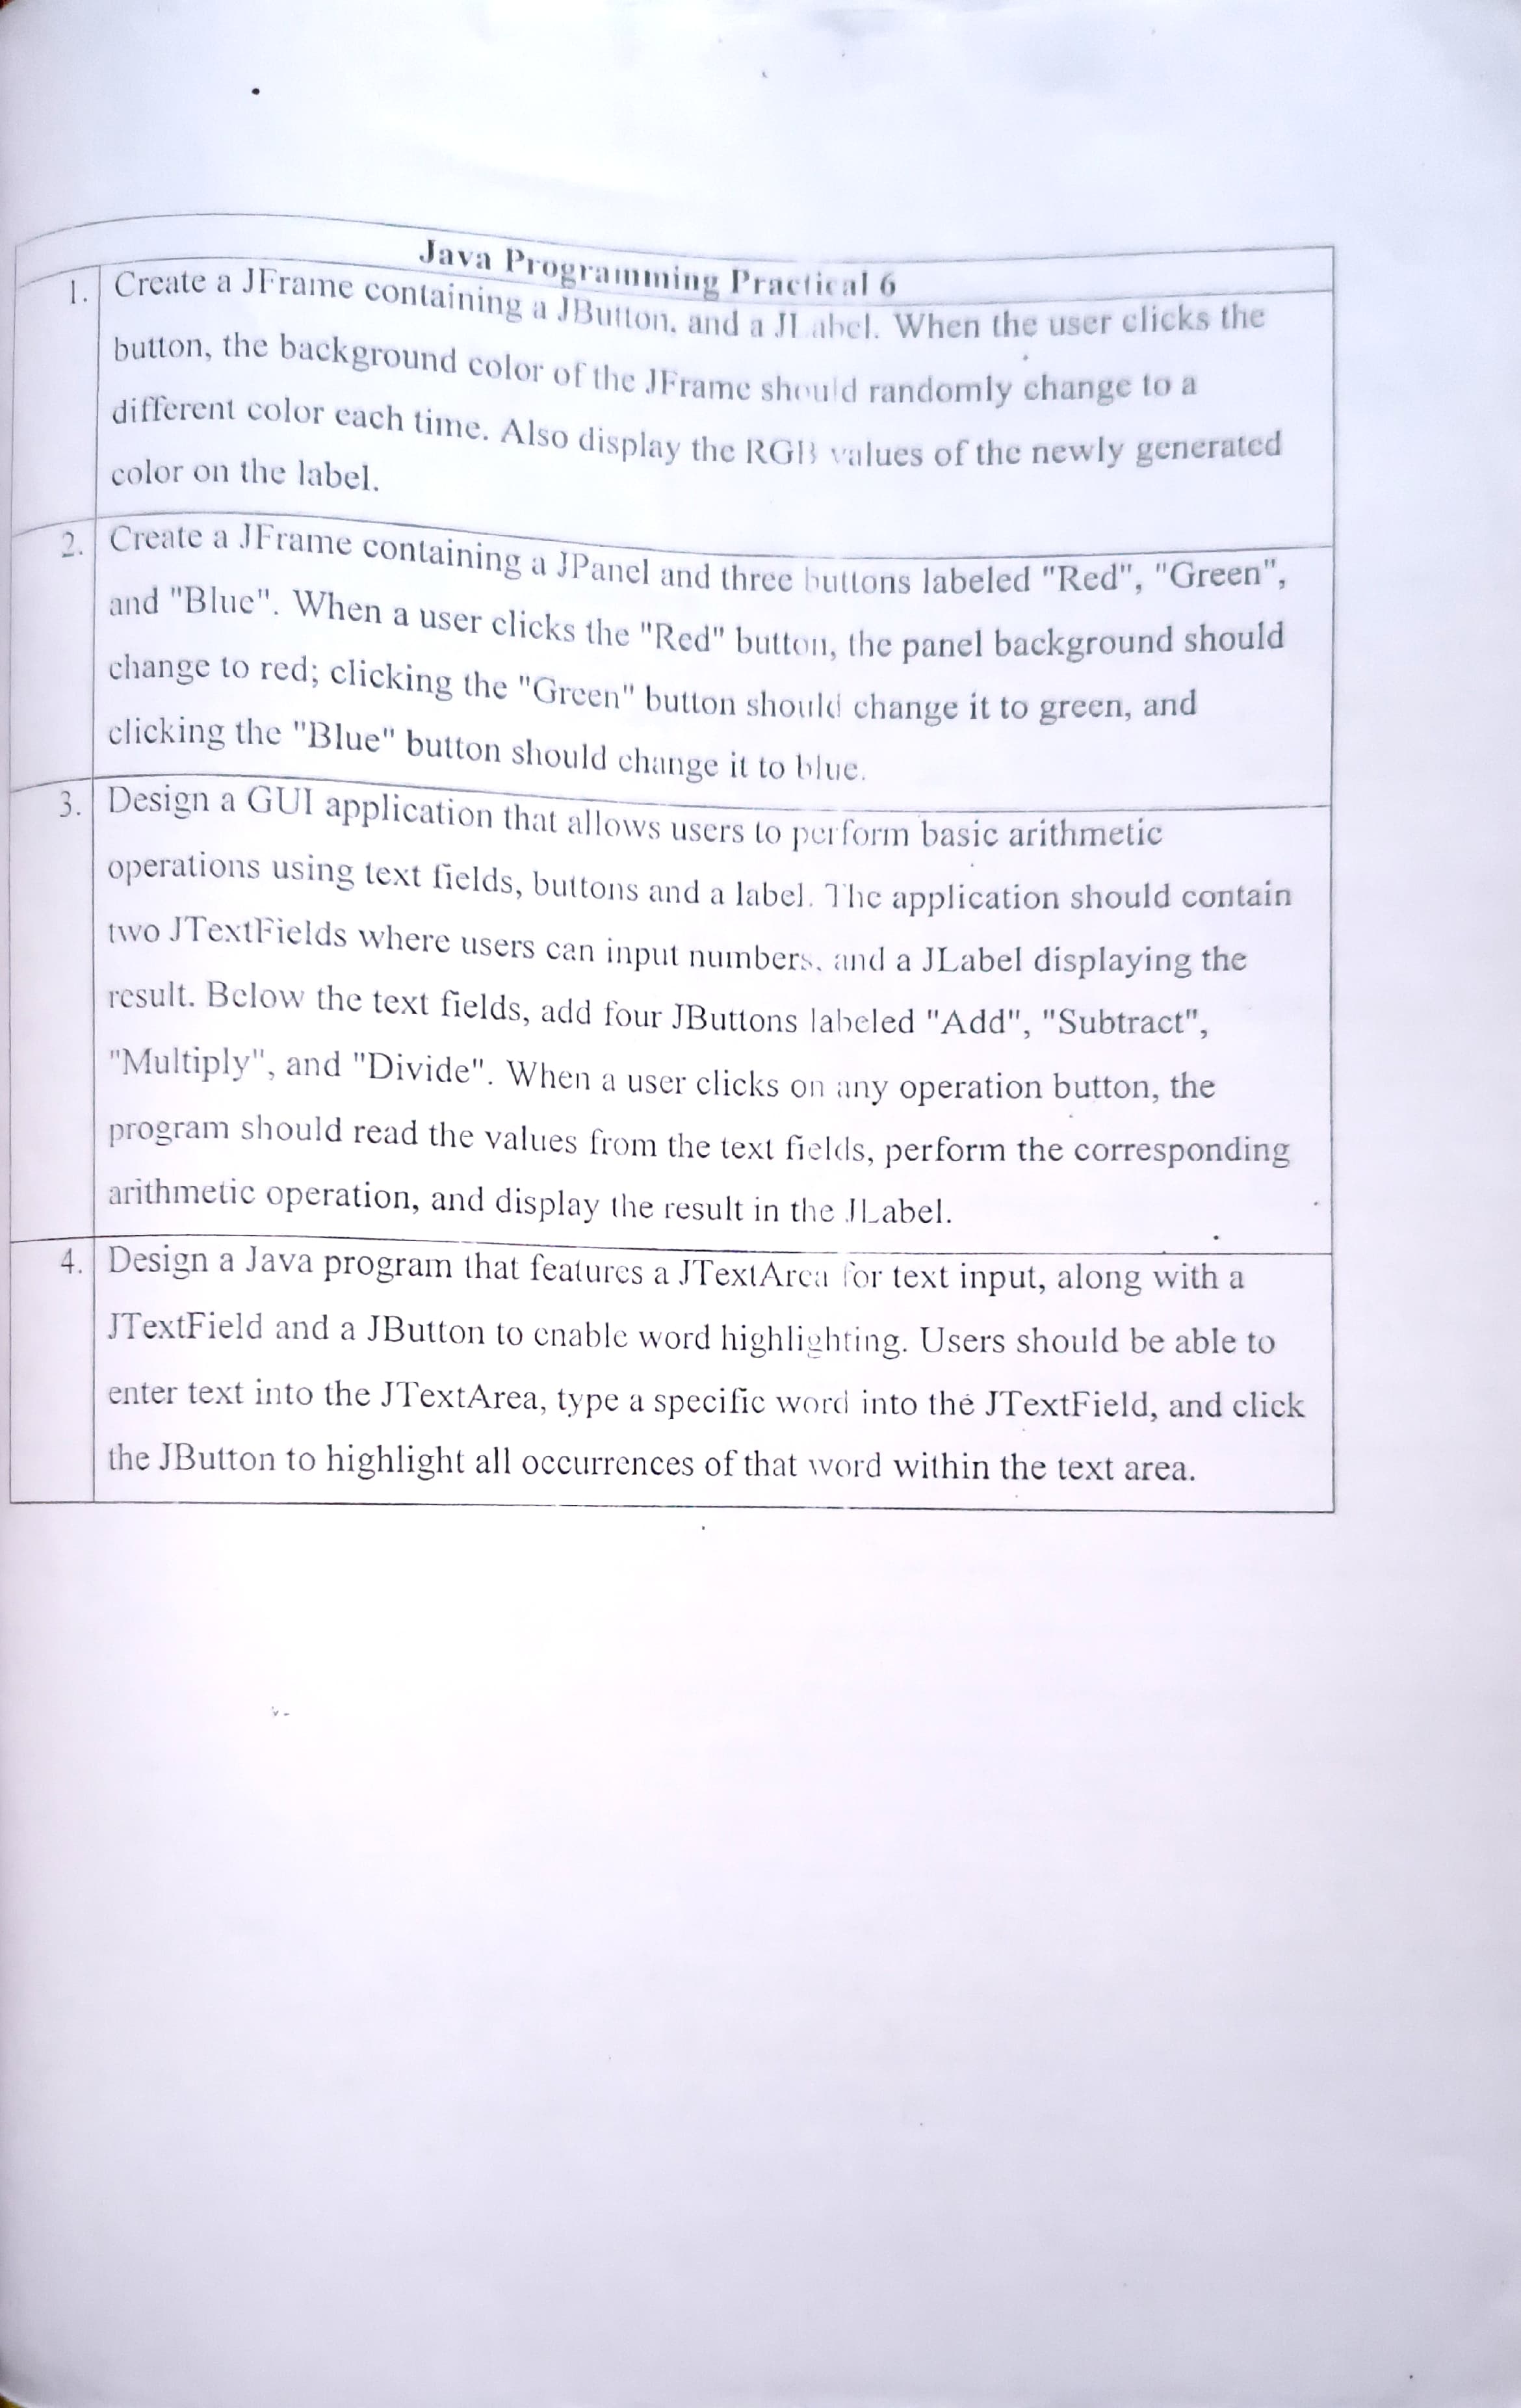 Java Programming Practical 6
1. Create a JFrame containing a JButton, and a JLabel. When the user clicks the
button, the background color of the JFrame should randomly change to a
different color each time. Also display the RGB values of the newly generated
color on the label.
2. Create a JFrame containing a JPanel and three buttons labeled "Red", "Green",
and "Blue". When a user clicks the "Red" button, the panel background should
change to red; clicking the "Green" button should change it to green, and
clicking the "Blue" button should change it to blue.
3. Design a GUI application that allows users to perform basic arithmetic
operations using text fields, buttons and a label. The application should contain
two JTextFields where users can input numbers, and a JLabel displaying the
result. Below the text fields, add four JButtons labeled "Add", "Subtract",
"Multiply", and "Divide". When a user clicks on any operation button, the
program should read the values from the text fields, perform the corresponding
arithmetic operation, and display the result in the JLabel.
4. Design a Java program that features a JTextArea for text input, along with a
JTextField and a JButton to enable word highlighting. Users should be able to
enter text into the JTextArea, type a specific word into the JTextField, and click
the JButton to highlight all occurrences of that word within the text area.